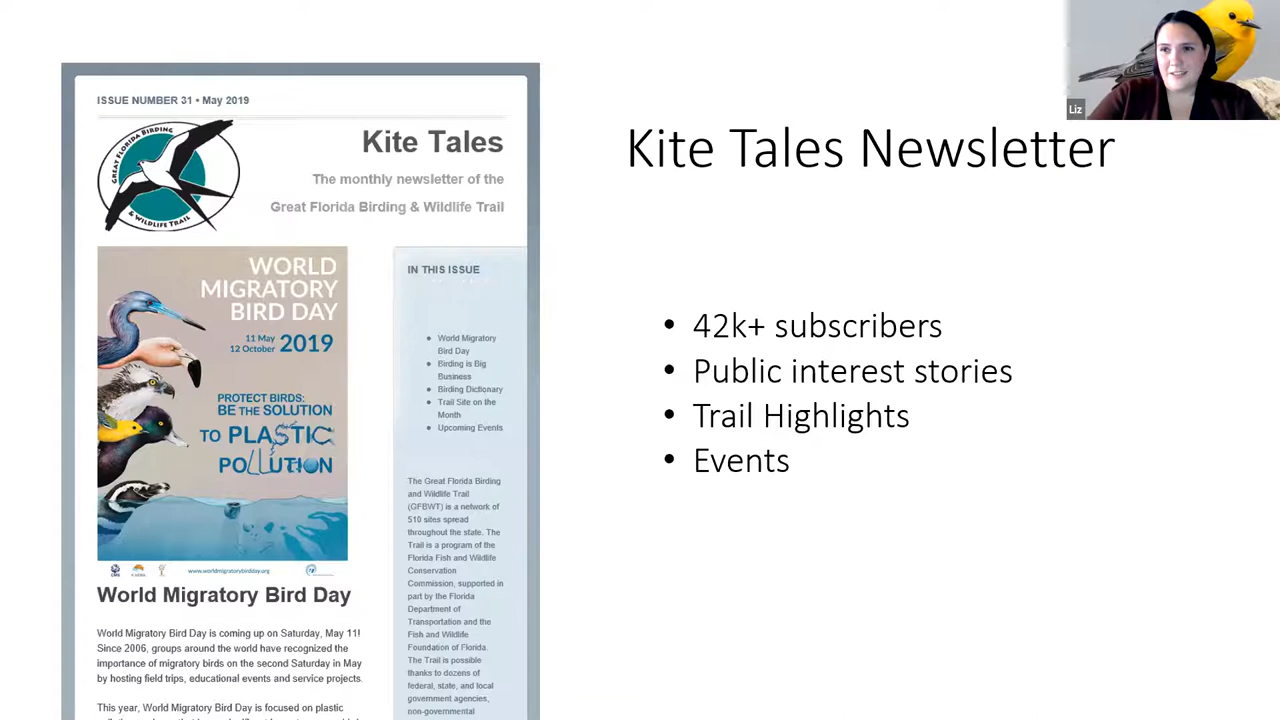 Liz
Kite Tales Newsletter
• 42k+ subscribers
• Public interest stories
• Trail Highlights
• Events
ISSUE NUMBER 31 • May 2019
GREAT FLORIDA BIRDING
& WILDLIFE TRAIL
Kite Tales
The monthly newsletter of the
Great Florida Birding & Wildlife Trail
WORLD
MIGRATORY
BIRD DAY
11 May
12 October 2019
PROTECT BIRDS:
BE THE SOLUTION
TO PLASTIC
POLLUTION
www.worldmigratorybirdday.org
World Migratory Bird Day
World Migratory Bird Day is coming up on Saturday, May 11!
Since 2006, groups around the world have recognized the
importance of migratory birds on the second Saturday in May
by hosting field trips, educational events and service projects.
This year, World Migratory Bird Day is focused on plastic
IN THIS ISSUE
• World Migratory
Bird Day
• Birding is Big
Business
• Birding Dictionary
• Trail Site on the
Month
• Upcoming Events
The Great Florida Birding
and Wildlife Trail
(GFBWT) is a network of
510 sites spread
throughout the state. The
Trail is a program of the
Florida Fish and Wildlife
Conservation
Commission, supported in
part by the Florida
Department of
Transportation and the
Fish and Wildlife
Foundation of Florida.
The Trail is possible
thanks to dozens of
federal, state, and local
government agencies,
non-governmental